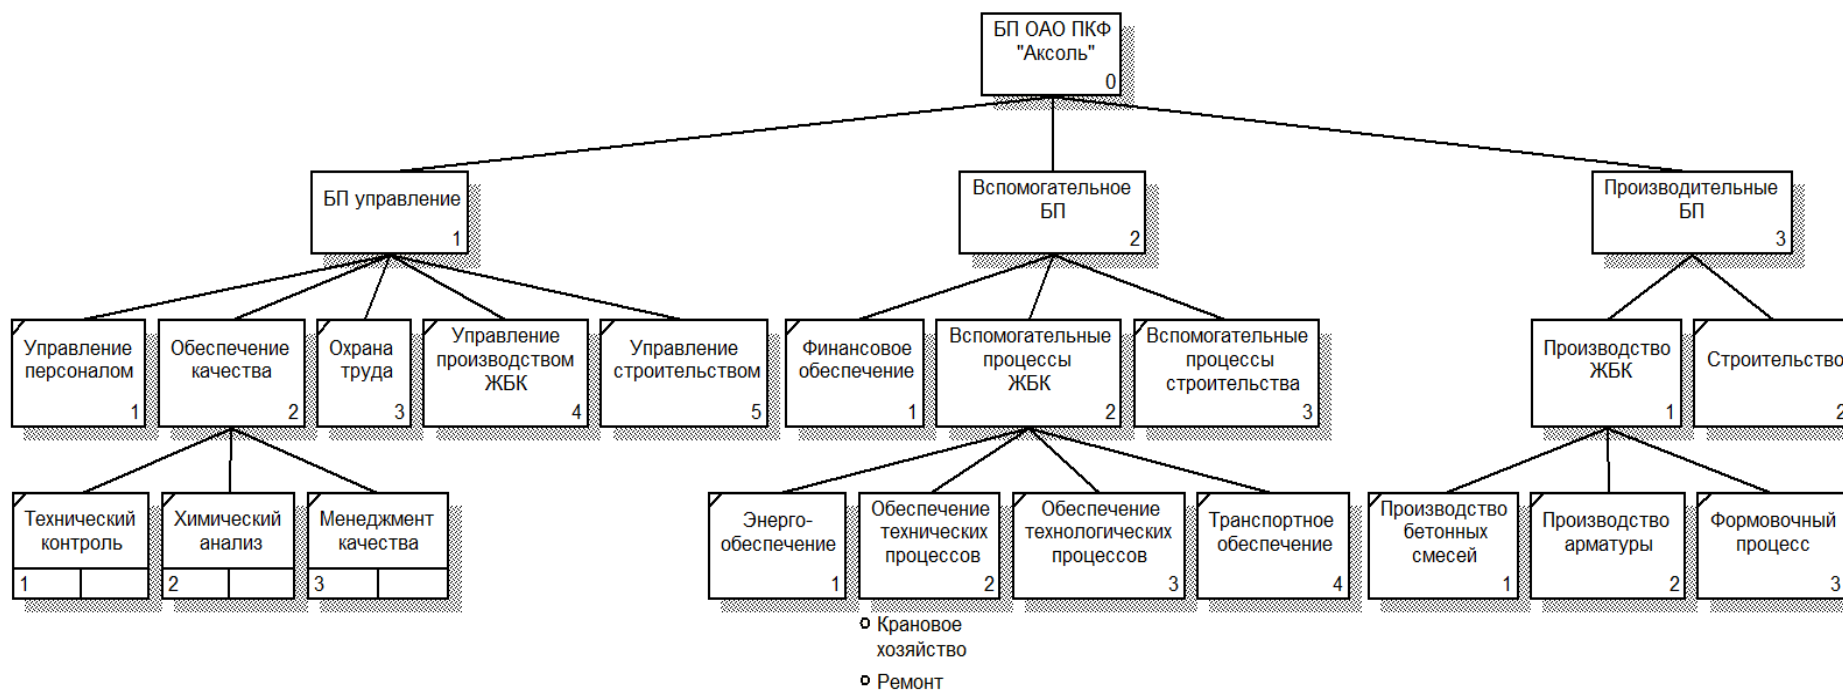 БП ОАО ПКФ
"Аксоль"
0
БП управление
1
Вспомогательное
БП
2
Производительные
БП
3
Управление
персоналом
1
Обеспечение
качества
2
Охрана
труда
3
Управление
производством
ЖБК
4
Управление
строительством
5
Финансовое
обеспечение
1
Вспомогательные
процессы
ЖБК
2
Вспомогательные
процессы
строительства
3
Производство
ЖБК
1
Строительство
2
Технический
контроль
1
Химический
анализ
2
Менеджмент
качества
3
Энерго-
обеспечение
1
Обеспечение
технических
процессов
2
Обеспечение
технологических
процессов
3
Транспортное
обеспечение
4
Производство
бетонных
смесей
1
Производство
арматуры
2
Формовочный
процесс
3
Крановое
хозяйство
Ремонт